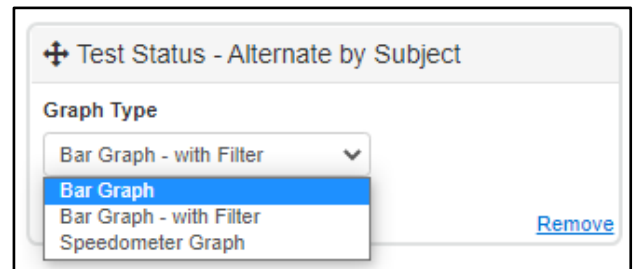 Test Status - Alternate by Subject
Graph Type
Bar Graph - with Filter
Bar Graph
Bar Graph - with Filter
Speedometer Graph
Remove